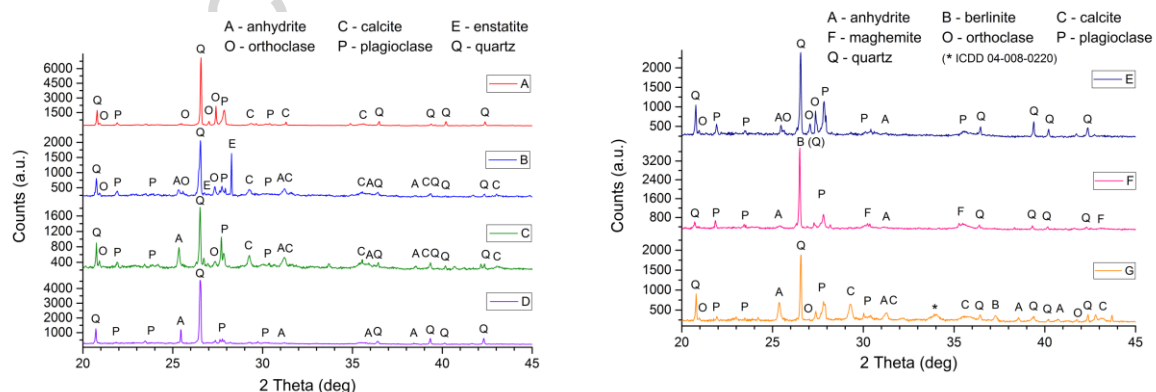 A - anhydrite C - calcite E - enstatite
O - orthoclase P - plagioclase Q - quartz
Counts (a.u.)
6000
4500
3000
1500
Q O P O Q O O P C P C C Q Q Q Q
A
2000
1500
1000
500
Q O P P A O Q E O P E C P A C C A Q A C Q Q Q C
B
1600
1200
800
400
Q O P P A Q O P C P A C C A Q A C Q Q Q C
C
4000
3000
2000
1000
Q P P A Q P P A A Q A Q Q Q
D
20 25 30 35 40 45
2 Theta (deg)
A - anhydrite B - berlinite C - calcite
F - maghemite O - orthoclase P - plagioclase
Q - quartz (* ICDD 04-008-0220)
Counts (a.u.)
2000
1500
1000
500
Q O P P A O Q O O P P A P Q Q Q Q
E
3200
2400
1600
800
Q P P A B (Q) P F A F Q Q Q Q F
F
2000
1500
1000
500
Q O P P A Q O P C P A C * C Q B A Q Q A O Q C
G
20 25 30 35 40 45
2 Theta (deg)